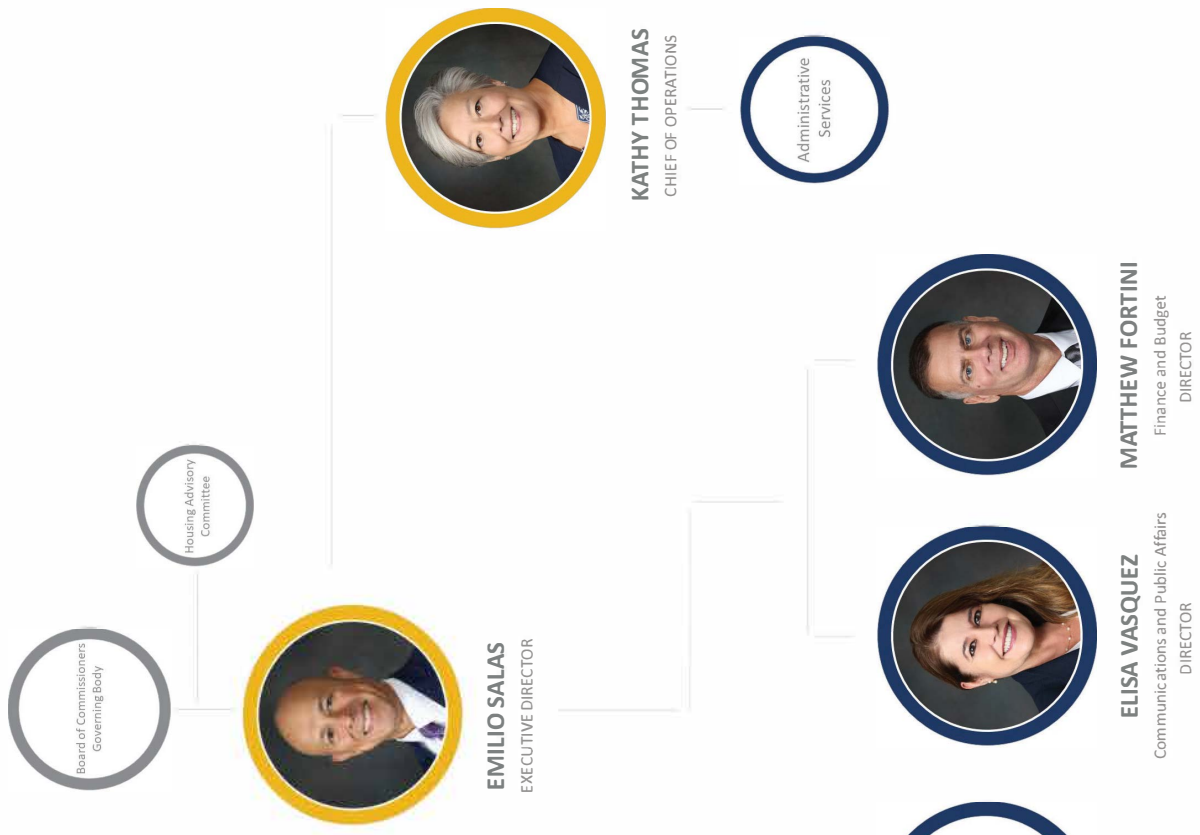 Board of Commissioners
Governing Body
Housing Advisory
Committee
EMILIO SALAS
EXECUTIVE DIRECTOR
KATHY THOMAS
CHIEF OF OPERATIONS
Administrative
Services
ELISA VASQUEZ
Communications and Public Affairs
DIRECTOR
MATTHEW FORTINI
Finance and Budget
DIRECTOR